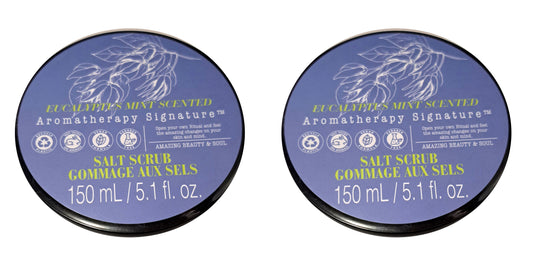 EUCALYPTUS MINT SCENTED
Aromatherapy Signature™
Open your own Ritual and feel
the amazing changes on your
skin and mind.
AMAZING BEAUTY & SOUL
SALT SCRUB
GOMMAGE AUX SELS
150 mL / 5.1 fl. oz.
EUCALYPTUS MINT SCENTED
Aromatherapy Signature™
Open your own Ritual and feel
the amazing changes on your
skin and mind.
AMAZING BEAUTY & SOUL
SALT SCRUB
GOMMAGE AUX SELS
150 mL / 5.1 fl. oz.